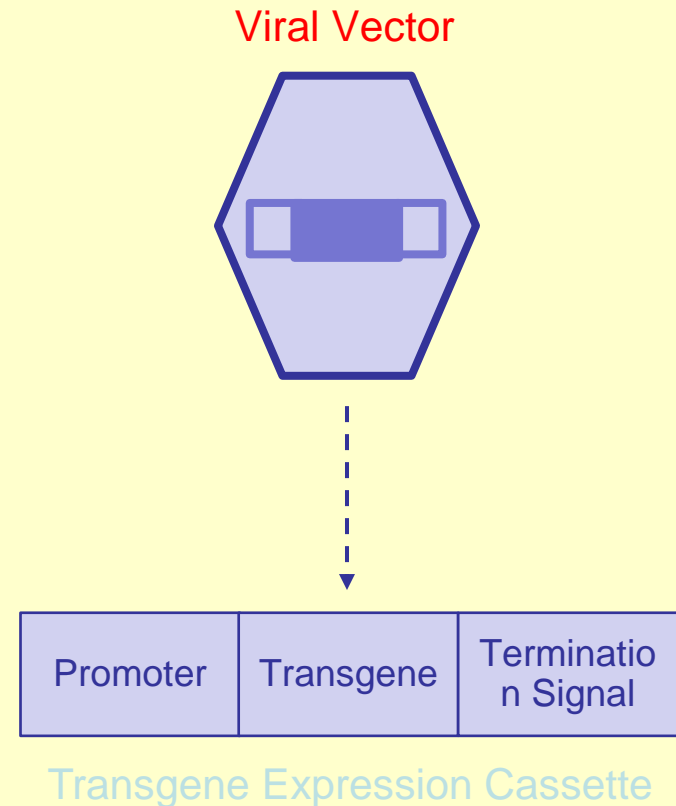 Viral Vector
Promoter
Transgene
Terminatio
n Signal
Transgene Expression Cassette